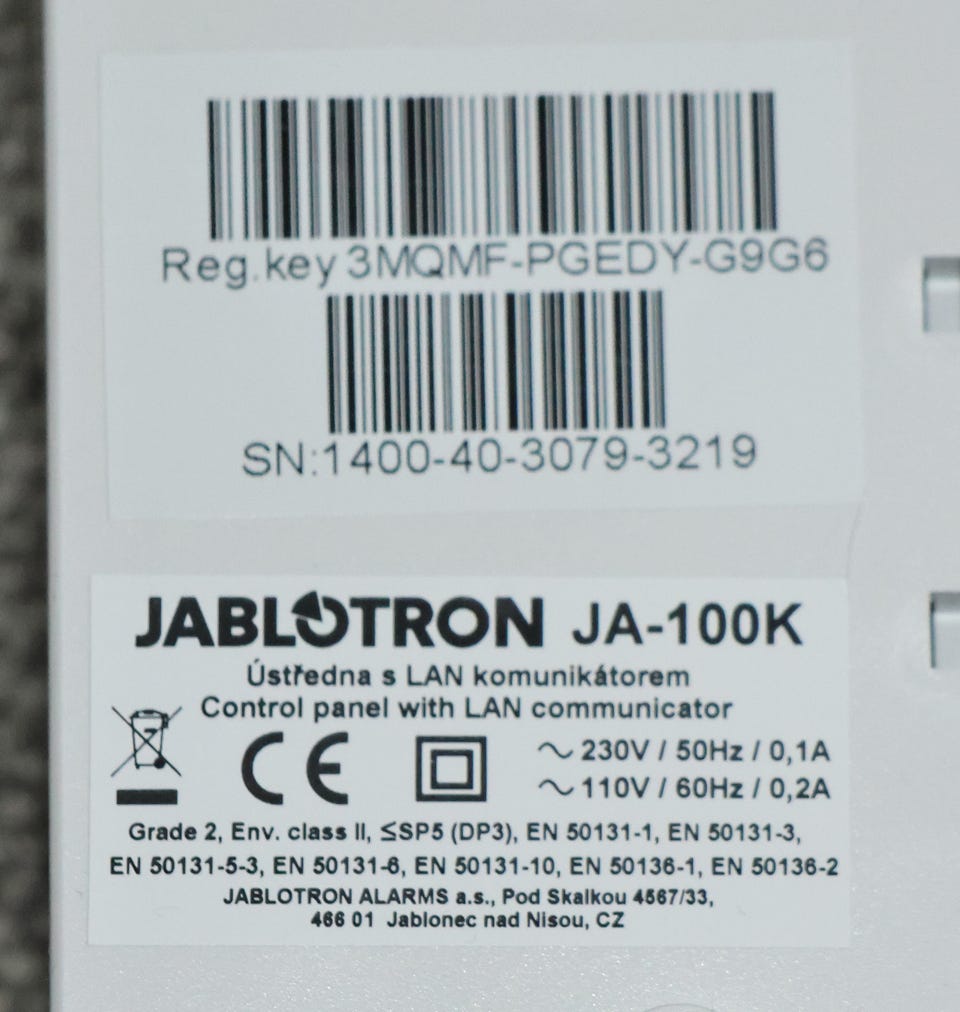 Reg.key 3MQMF-PGEDY-G9G6
SN:1400-40-3079-3219
JABLOTRON JA-100K
Ústředna s LAN komunikátorem
Control panel with LAN communicator
CE
~ 230V / 50Hz / 0,1A
~ 110V / 60Hz / 0,2A
Grade 2, Env. class II, ≤SP5 (DP3), EN 50131-1, EN 50131-3,
EN 50131-5-3, EN 50131-6, EN 50131-10, EN 50136-1, EN 50136-2
JABLOTRON ALARMS a.s., Pod Skalkou 4567/33,
466 01 Jablonec nad Nisou, CZ